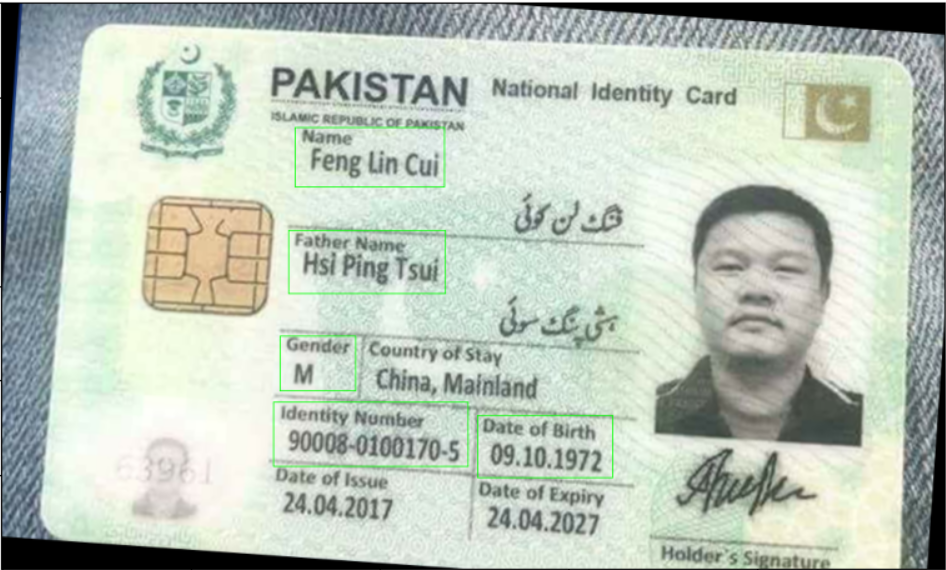 PAKISTAN National Identity Card
ISLAMIC REPUBLIC OF PAKISTAN
Name
Feng Lin Cui
فنگ لن کوئی
Father Name
Hsi Ping Tsui
ہشی پنگ سوئی
Gender Country of Stay
M China, Mainland
Identity Number Date of Birth
90008-0100170-5 09.10.1972
Date of Issue Date of Expiry
24.04.2017 24.04.2027
63961
Holder's Signature